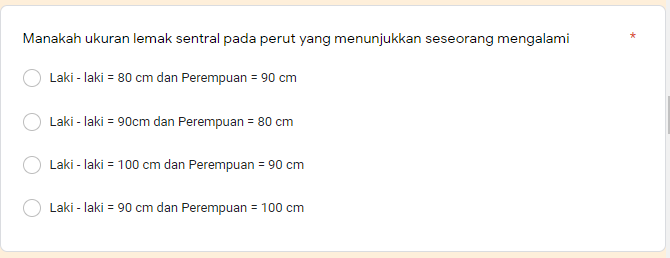 Manakah ukuran lemak sentral pada perut yang menunjukkan seseorang mengalami *
Laki - laki = 80 cm dan Perempuan = 90 cm
Laki - laki = 90cm dan Perempuan = 80 cm
Laki - laki = 100 cm dan Perempuan = 90 cm
Laki - laki = 90 cm dan Perempuan = 100 cm